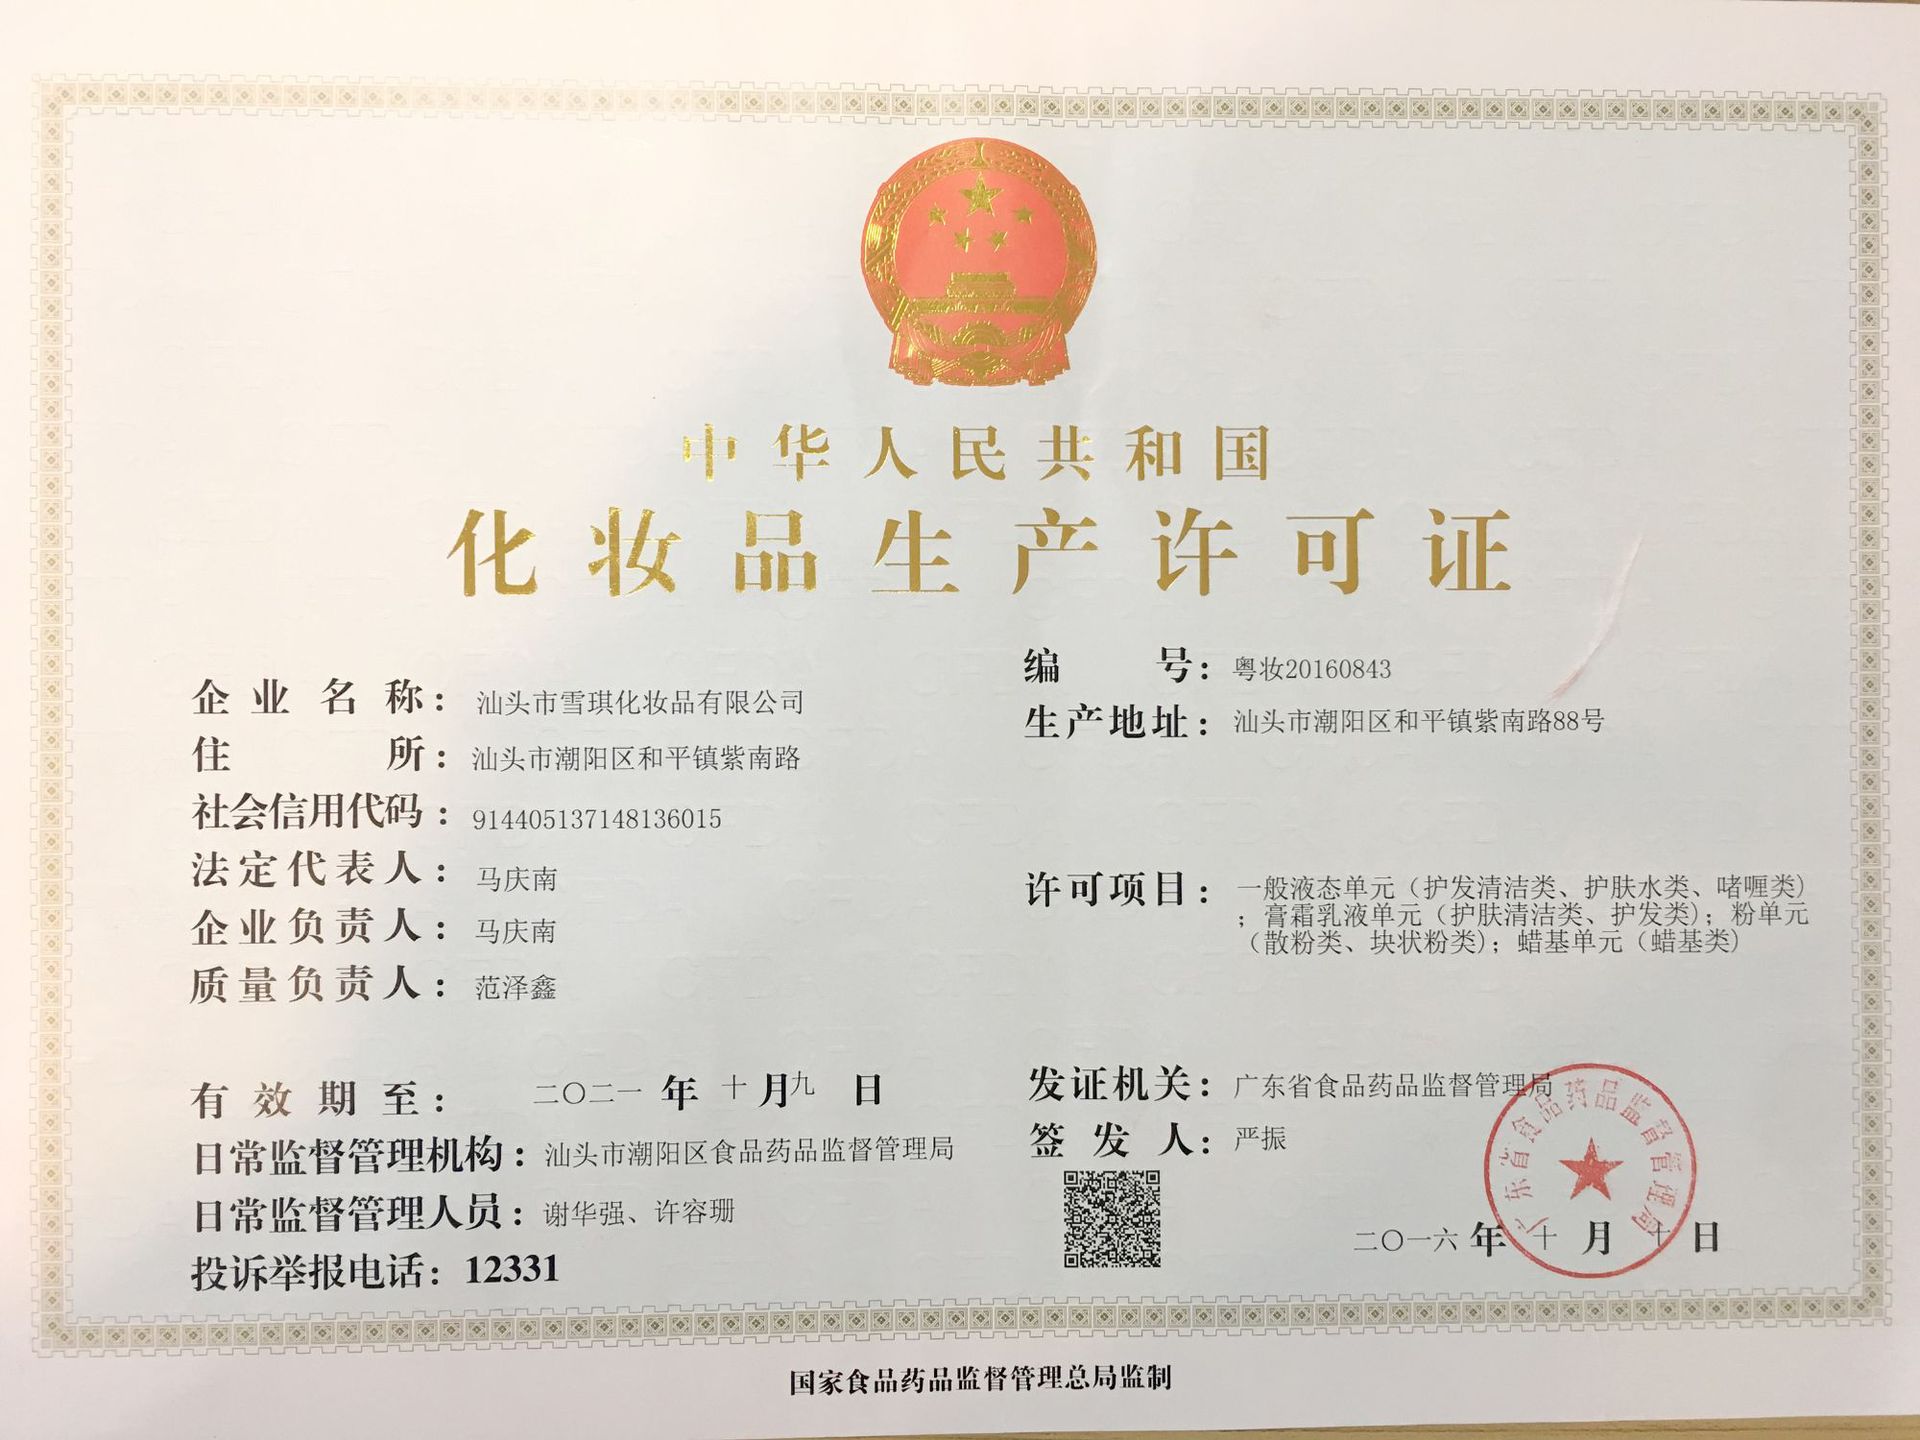 中华人民共和国
化妆品生产许可证
企业名称：汕头市雪琪化妆品有限公司
住所：汕头市潮阳区和平镇紫南路
社会信用代码：914405137148136015
法定代表人：马庆南
企业负责人：马庆南
质量负责人：范泽鑫
编号：粤妆20160843
生产地址：汕头市潮阳区和平镇紫南路88号
许可项目：一般液态单元（护发清洁类、护肤水类、啫喱类）
；膏霜乳液单元（护肤清洁类、护发类）；粉单元
（散粉类、块状粉类）；蜡基单元（蜡基类）
有效期至：二〇二一年十月九日
日常监督管理机构：汕头市潮阳区食品药品监督管理局
日常监督管理人员：谢华强、许容珊
投诉举报电话：12331
发证机关：广东省食品药品监督管理局
签发人：严振
广东省食品药品监督管理局
二〇一六年十月十日
国家食品药品监督管理总局监制